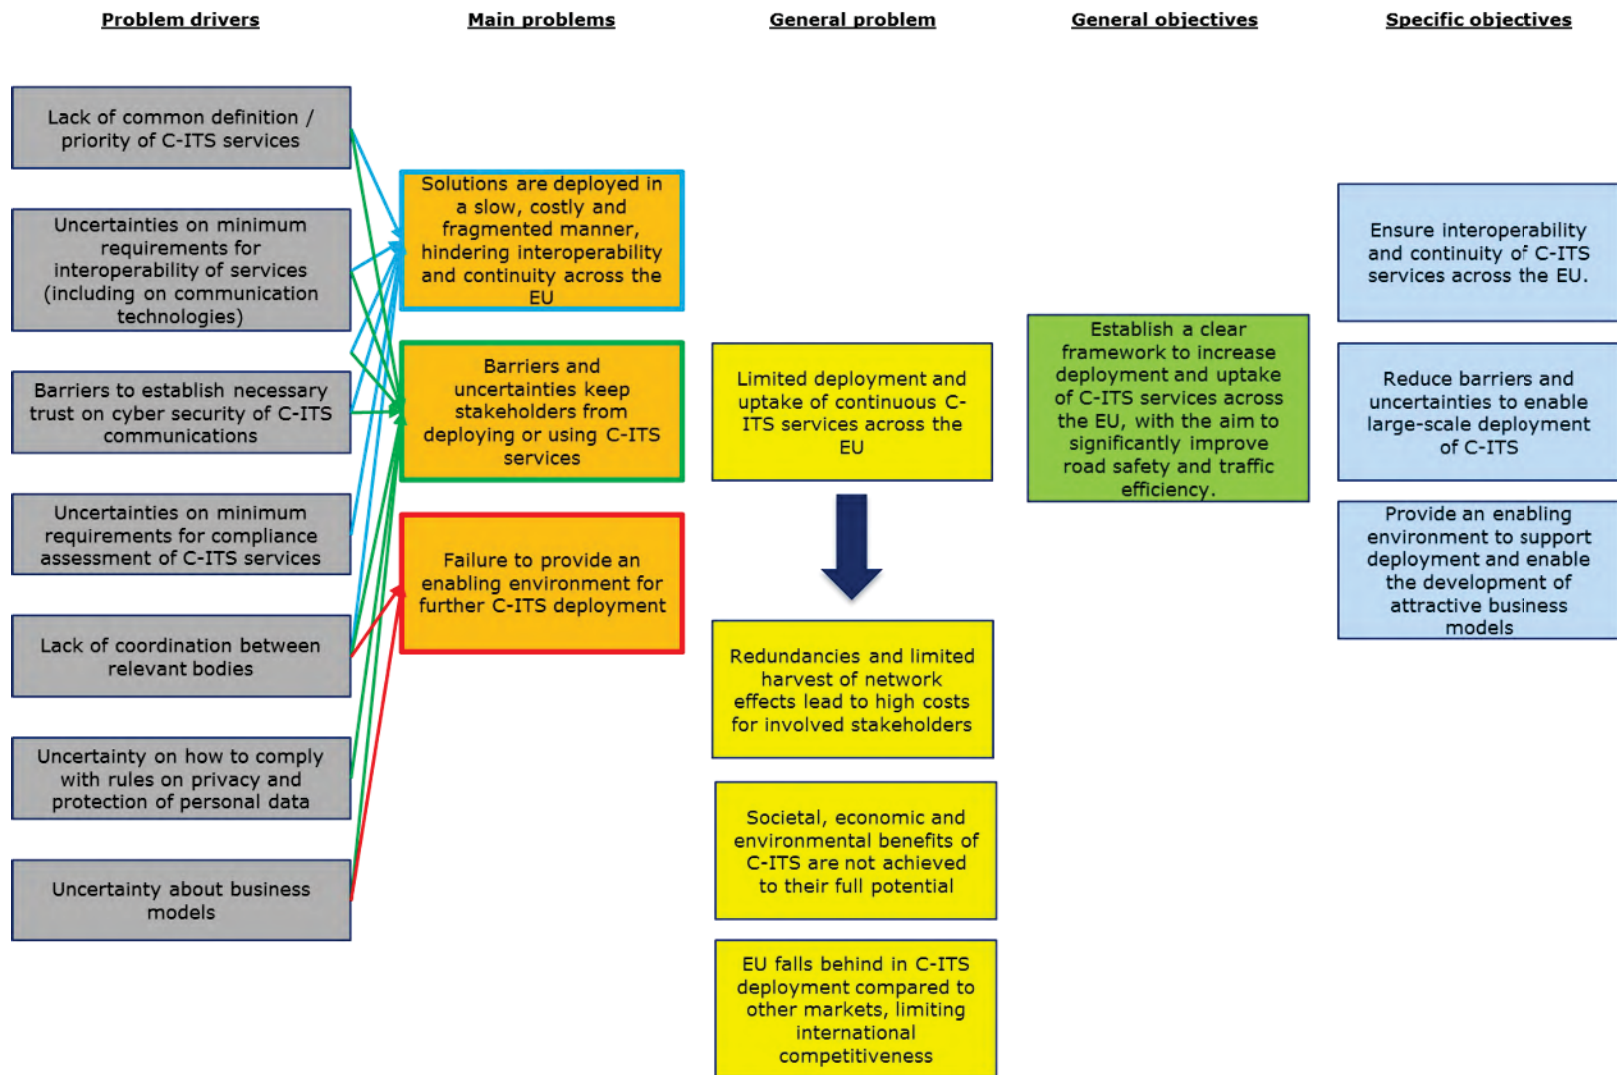 Problem drivers
Main problems
General problem
General objectives
Specific objectives
Lack of common definition /
priority of C-ITS services
Uncertainties on minimum
requirements for
interoperability of services
(including on communication
technologies)
Barriers to establish necessary
trust on cyber security of C-ITS
communications
Uncertainties on minimum
requirements for compliance
assessment of C-ITS services
Lack of coordination between
relevant bodies
Uncertainty on how to comply
with rules on privacy and
protection of personal data
Uncertainty about business
models
Solutions are deployed in
a slow, costly and
fragmented manner,
hindering interoperability
and continuity across the
EU
Barriers and
uncertainties keep
stakeholders from
deploying or using C-ITS
services
Failure to provide an
enabling environment for
further C-ITS deployment
Limited deployment and
uptake of continuous C-
ITS services across the
EU
Redundancies and limited
harvest of network
effects lead to high costs
for involved stakeholders
Societal, economic and
environmental benefits of
C-ITS are not achieved
to their full potential
EU falls behind in C-ITS
deployment compared to
other markets, limiting
international
competitiveness
Establish a clear
framework to increase
deployment and uptake
of C-ITS services across
the EU, with the aim to
significantly improve
road safety and traffic
efficiency.
Ensure interoperability
and continuity of C-ITS
services across the EU.
Reduce barriers and
uncertainties to enable
large-scale deployment
of C-ITS
Provide an enabling
environment to support
deployment and enable
the development of
attractive business
models